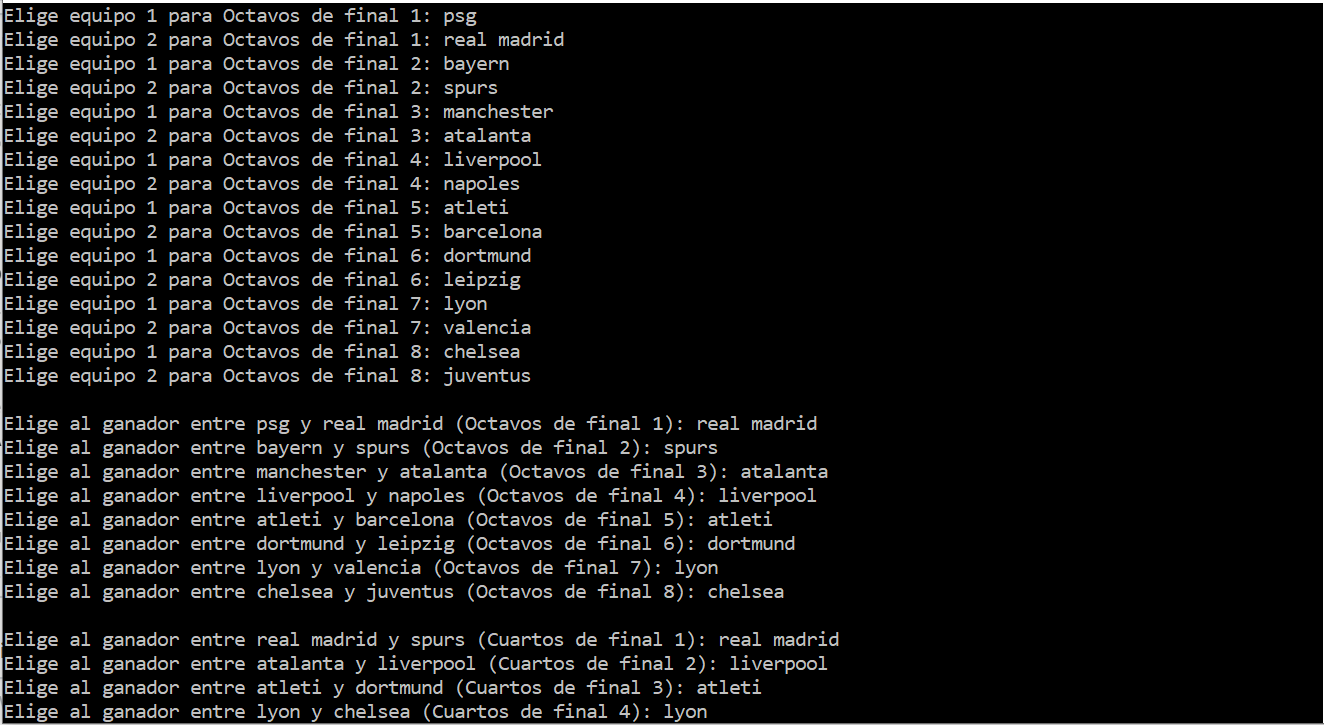 Elige equipo 1 para Octavos de final 1: psg
Elige equipo 2 para Octavos de final 1: real madrid
Elige equipo 1 para Octavos de final 2: bayern
Elige equipo 2 para Octavos de final 2: spurs
Elige equipo 1 para Octavos de final 3: manchester
Elige equipo 2 para Octavos de final 3: atalanta
Elige equipo 1 para Octavos de final 4: liverpool
Elige equipo 2 para Octavos de final 4: napoles
Elige equipo 1 para Octavos de final 5: atleti
Elige equipo 2 para Octavos de final 5: barcelona
Elige equipo 1 para Octavos de final 6: dortmund
Elige equipo 2 para Octavos de final 6: leipzig
Elige equipo 1 para Octavos de final 7: lyon
Elige equipo 2 para Octavos de final 7: valencia
Elige equipo 1 para Octavos de final 8: chelsea
Elige equipo 2 para Octavos de final 8: juventus
Elige al ganador entre psg y real madrid (Octavos de final 1): real madrid
Elige al ganador entre bayern y spurs (Octavos de final 2): spurs
Elige al ganador entre manchester y atalanta (Octavos de final 3): atalanta
Elige al ganador entre liverpool y napoles (Octavos de final 4): liverpool
Elige al ganador entre atleti y barcelona (Octavos de final 5): atleti
Elige al ganador entre dortmund y leipzig (Octavos de final 6): dortmund
Elige al ganador entre lyon y valencia (Octavos de final 7): lyon
Elige al ganador entre chelsea y juventus (Octavos de final 8): chelsea
Elige al ganador entre real madrid y spurs (Cuartos de final 1): real madrid
Elige al ganador entre atalanta y liverpool (Cuartos de final 2): liverpool
Elige al ganador entre atleti y dortmund (Cuartos de final 3): atleti
Elige al ganador entre lyon y chelsea (Cuartos de final 4): lyon